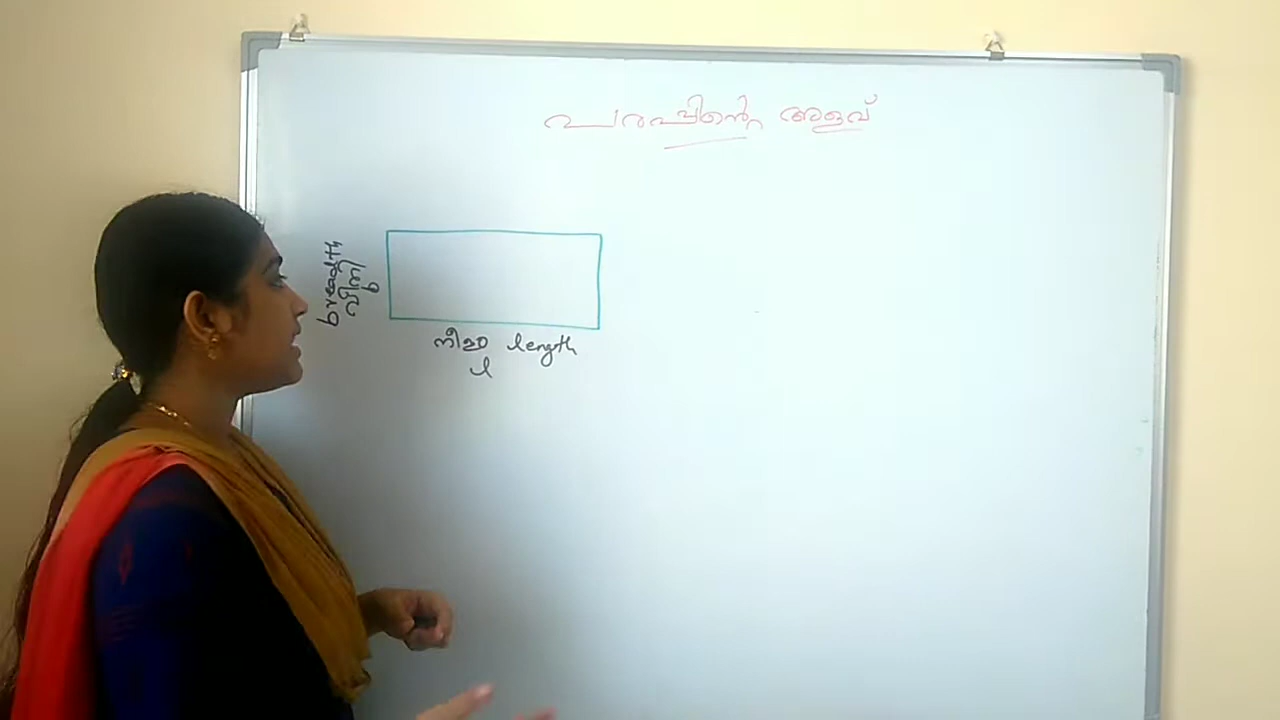 പരപ്പിന്റെ അളവ്
breadth
വീതി
b
നീളം length
l